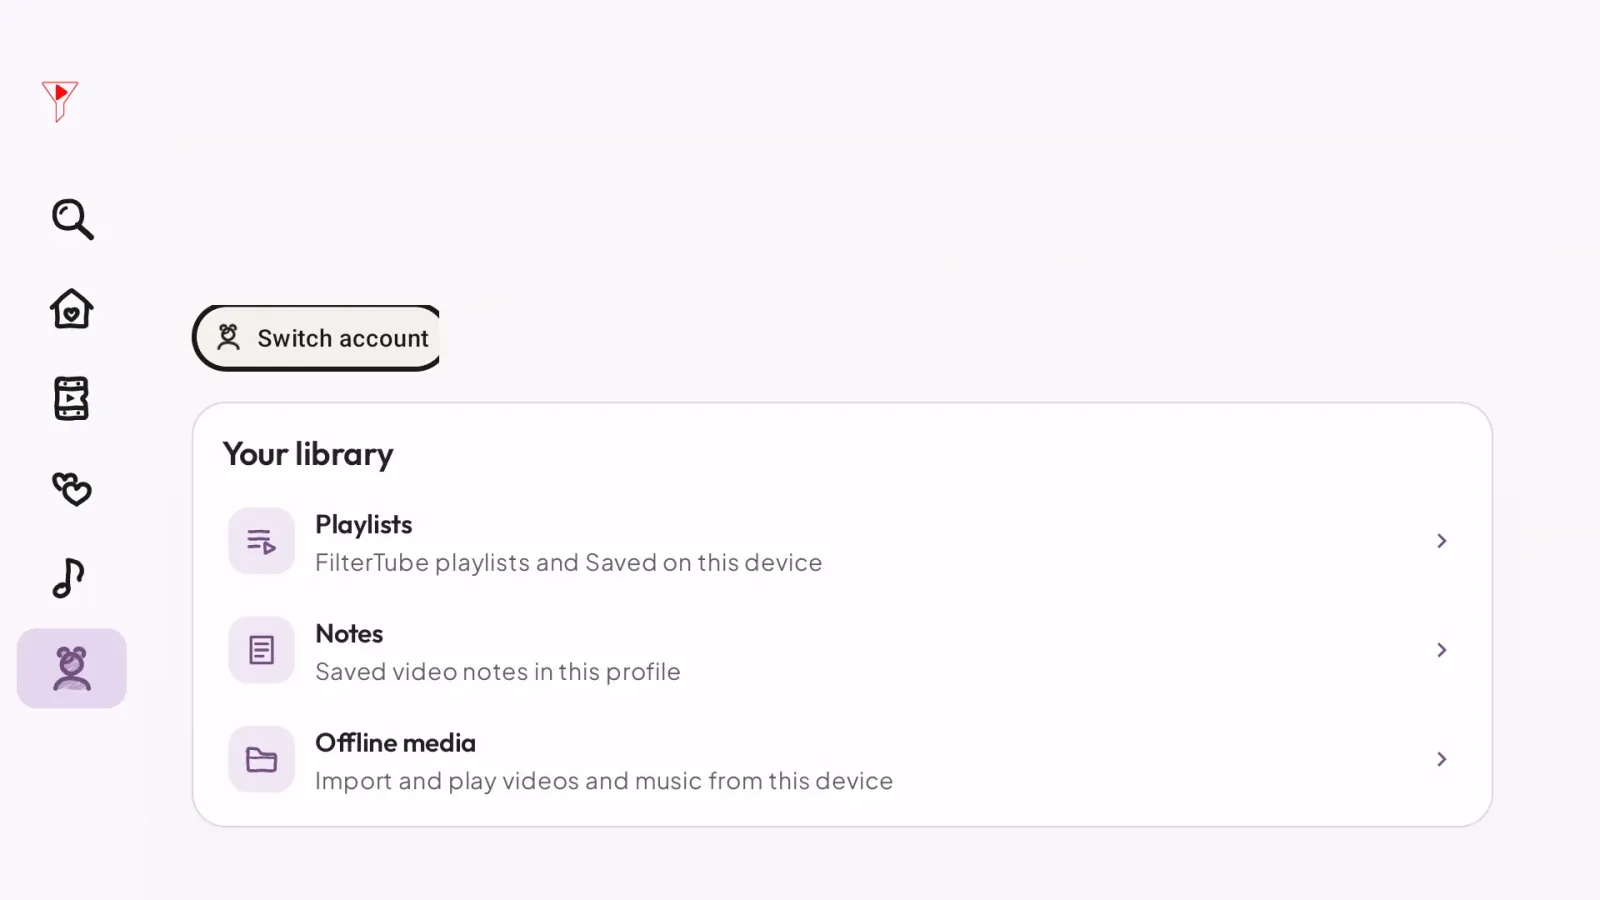 Switch account
Your library
Playlists
FilterTube playlists and Saved on this device
Notes
Saved video notes in this profile
Offline media
Import and play videos and music from this device